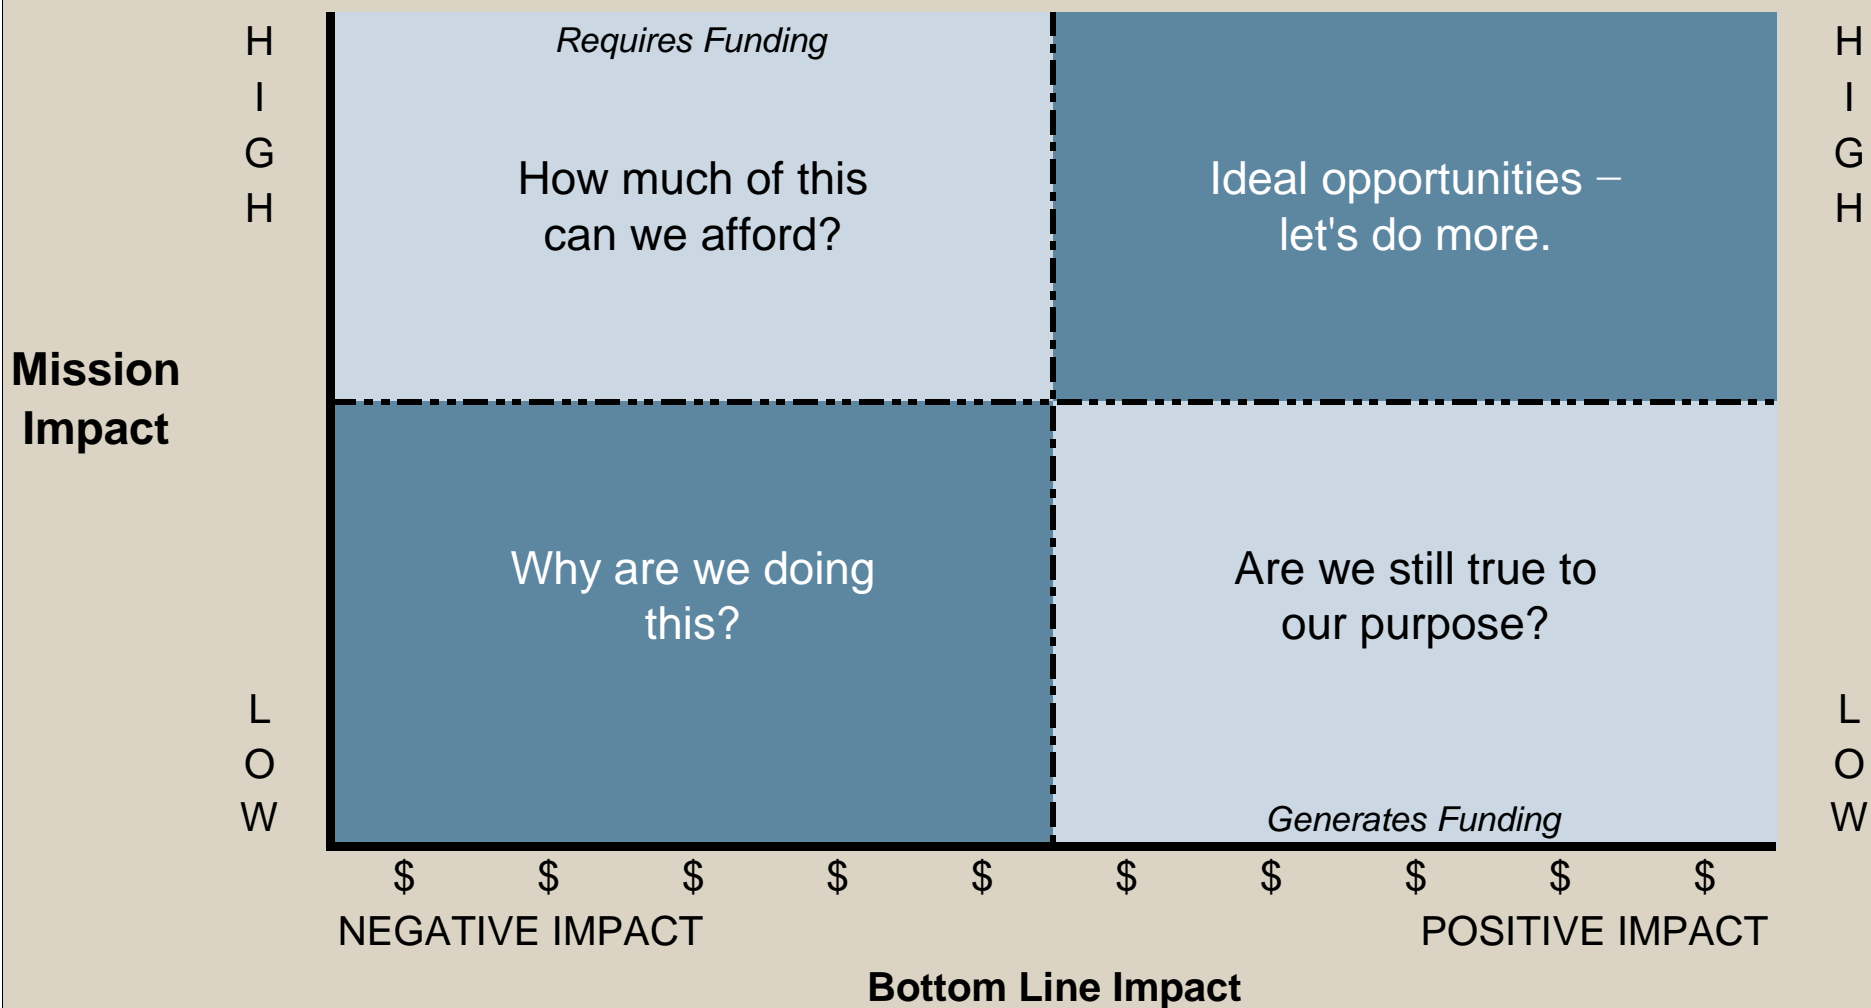 H
I
G
H
Requires Funding
H
I
G
H
How much of this
can we afford?
Ideal opportunities –
let's do more.
Mission
Impact
Why are we doing
this?
Are we still true to
our purpose?
L
O
W
L
O
W
Generates Funding
$ $ $ $ $ $ $ $ $ $
NEGATIVE IMPACT
POSITIVE IMPACT
Bottom Line Impact